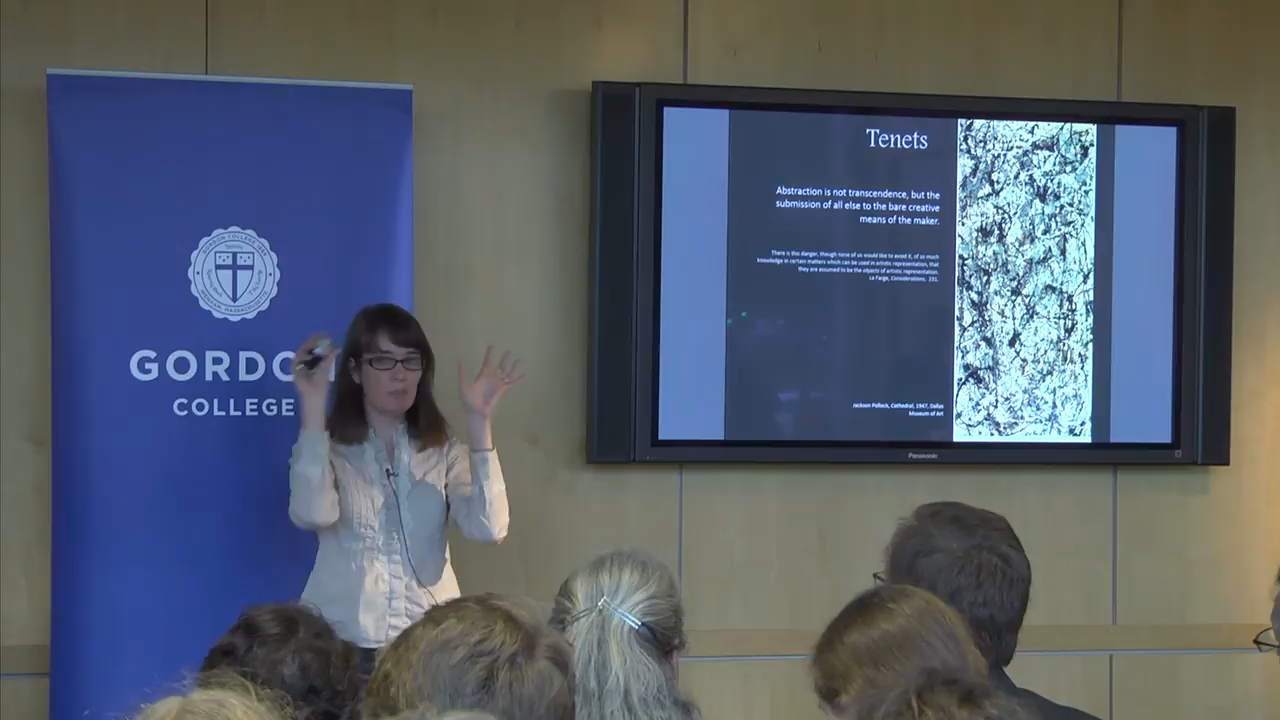 GORDO
COLLEGE
Tenets
Abstraction is not transcendence, but the
submission of all else to the bare creative
means of the maker.
There is this danger, though none of us would like to avoid it, of so much
knowledge in certain matters which can be used in artistic representation, that
they are assumed to be the objects of artistic representation.
La Farge, Considerations. 231.
Jackson Pollock, Cathedral, 1947, Dallas
Museum of Art
Panasonic